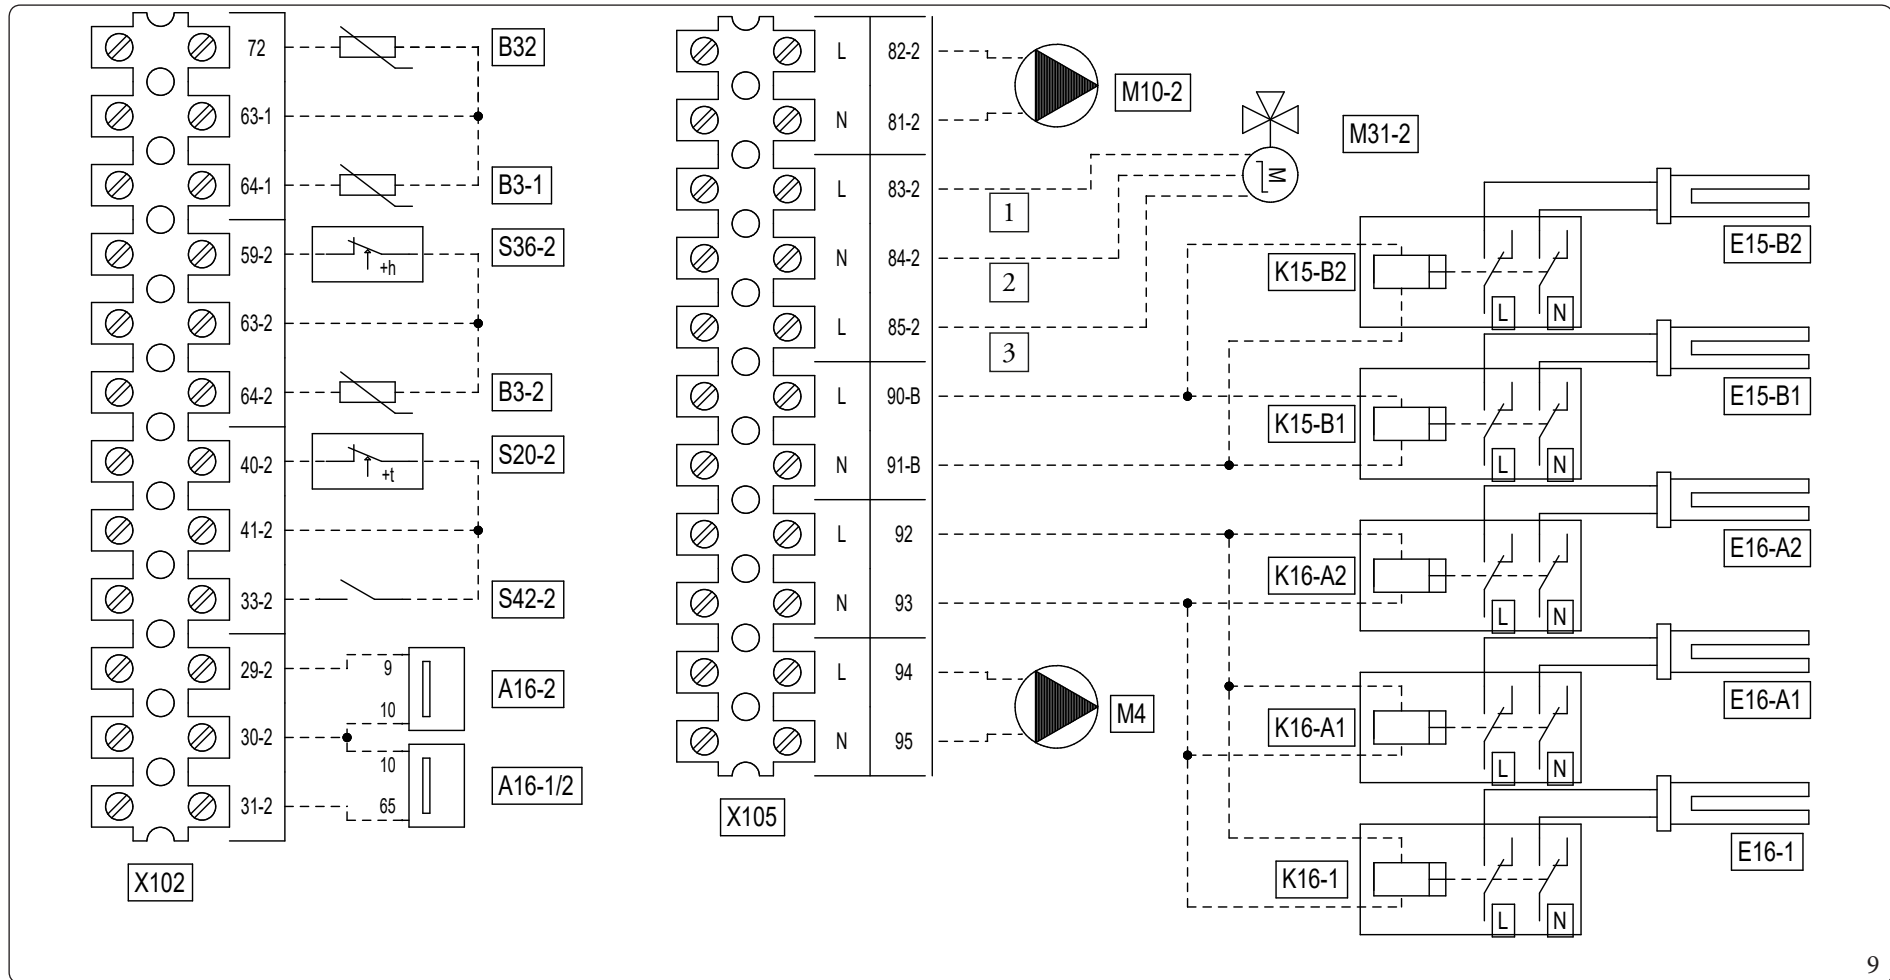 72
B32
63-1
64-1
B3-1
59-2
+h
S36-2
63-2
64-2
B3-2
40-2
+t
S20-2
41-2
33-2
S42-2
29-2
9
10
A16-2
30-2
10
65
A16-1/2
31-2
X102
L 82-2
M10-2
N 81-2
M31-2
M
L 83-2
1
N 84-2
2
L 85-2
3
L 90-B
N 91-B
L 92
N 93
L 94
M4
N 95
X105
K15-B2
L N
E15-B2
K15-B1
L N
E15-B1
K16-A2
L N
E16-A2
K16-A1
L N
E16-A1
K16-1
L N
E16-1
9